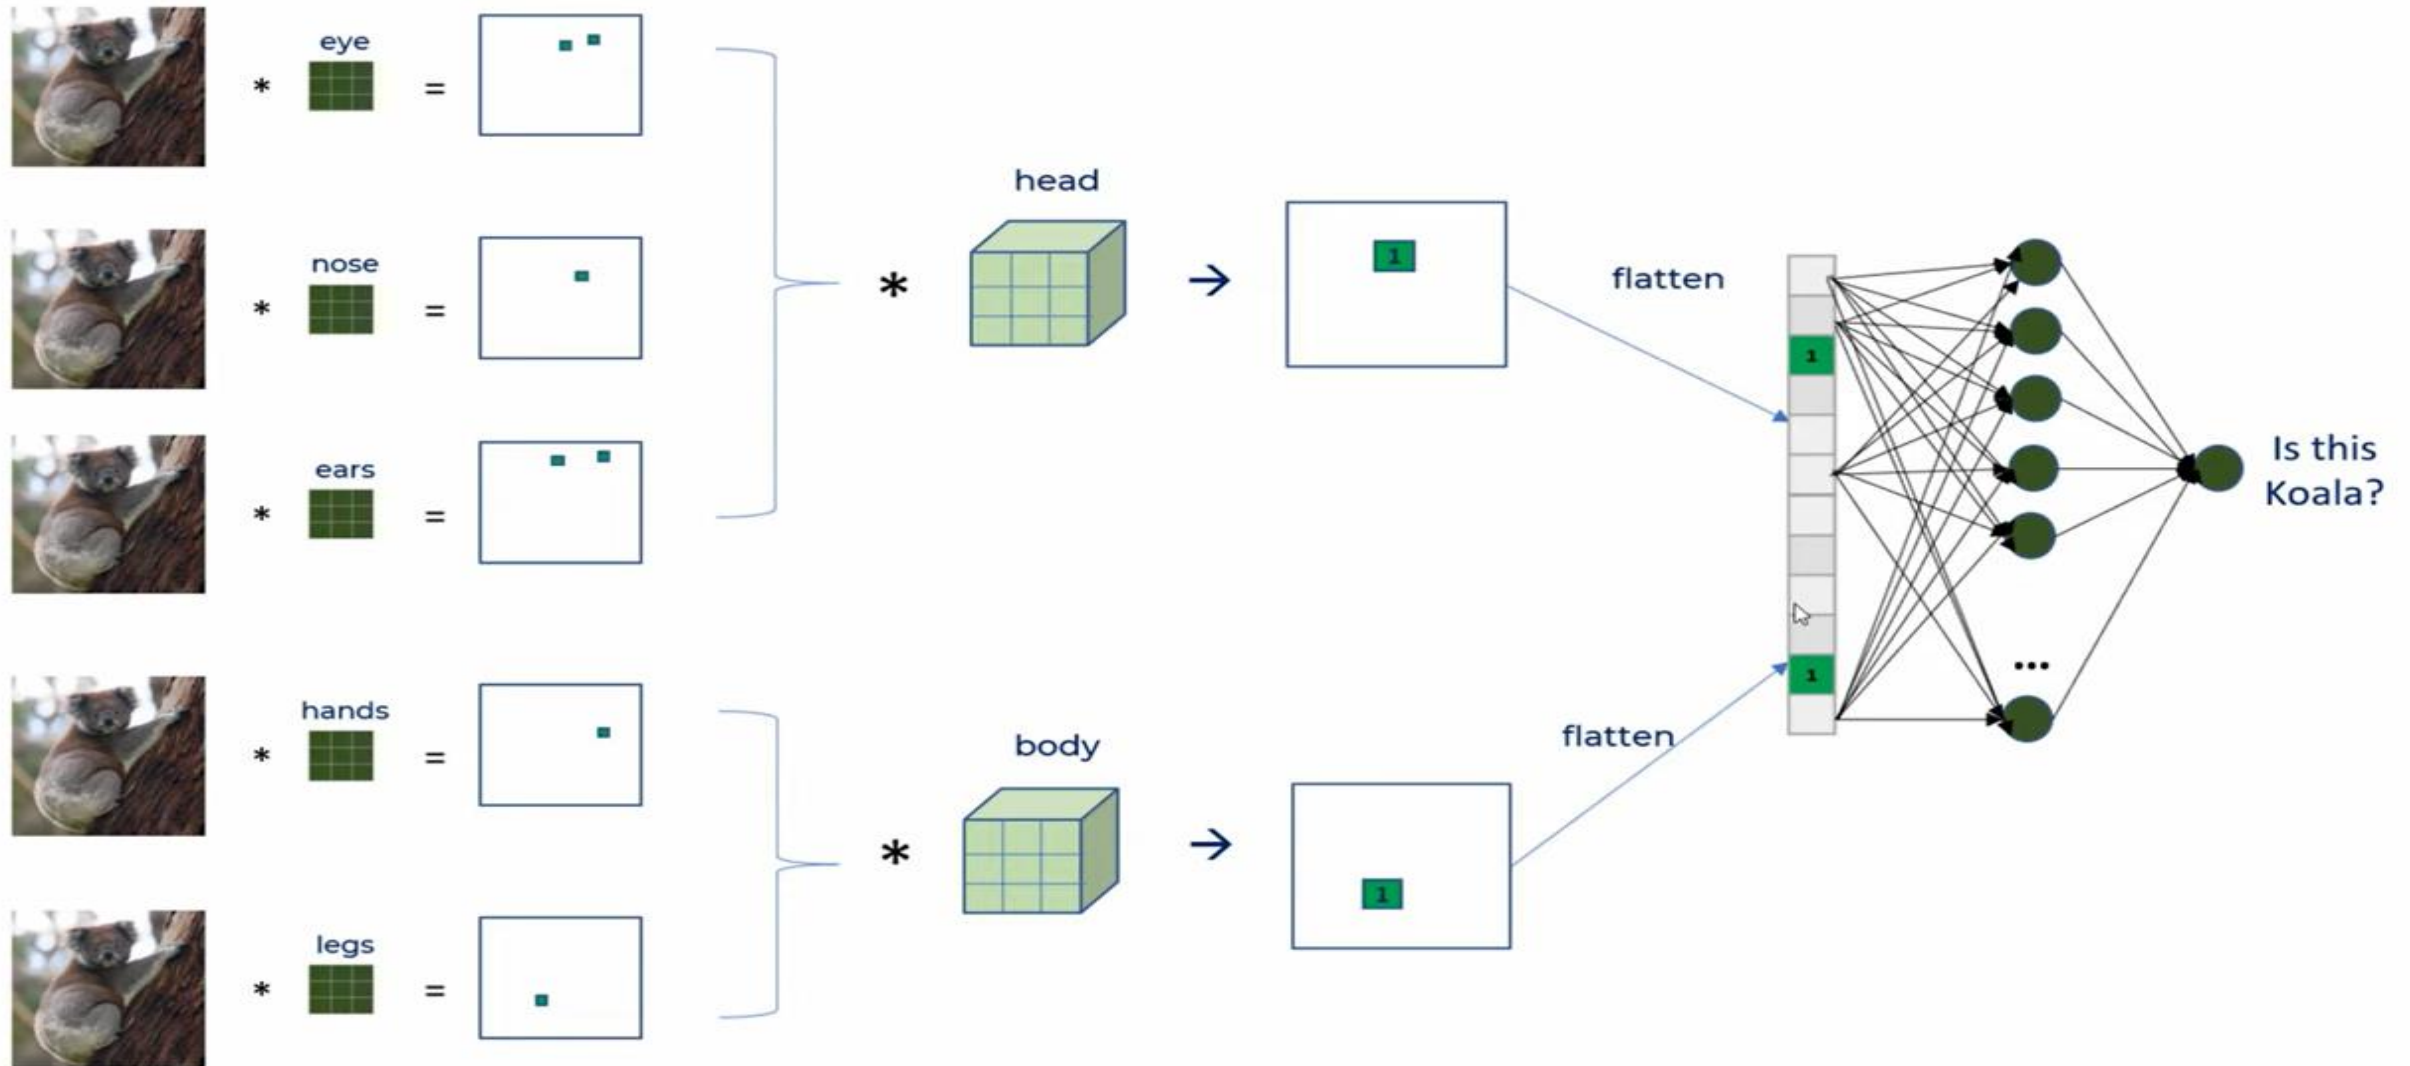 eye
* =
nose
* =
ears
* =
hands
* =
legs
* =
head
* →
1
body
* →
1
flatten
flatten
1
1
...
Is this
Koala?